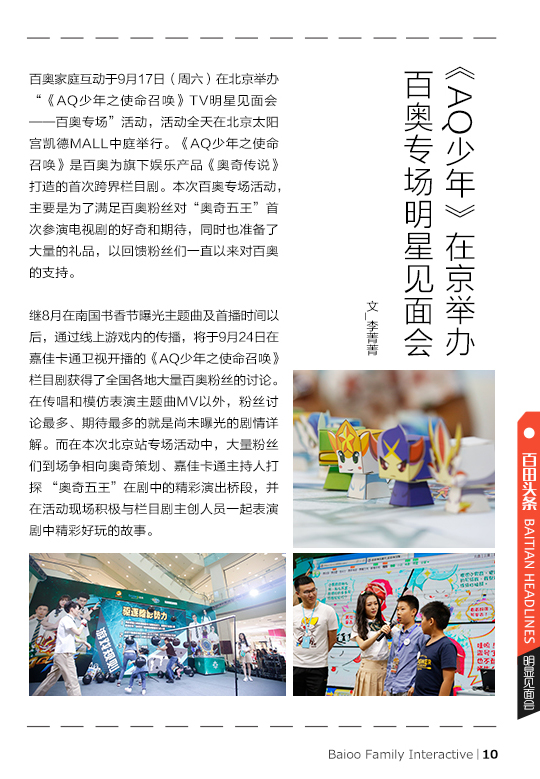 《AQ少年》在京举办
百奥专场明星见面会
文_李菁菁
百奥家庭互动于9月17日（周六）在北京举办
“《AQ少年之使命召唤》TV明星见面会
——百奥专场”活动，活动全天在北京太阳
宫凯德MALL中庭举行。《AQ少年之使命
召唤》是百奥为旗下娱乐产品《奥奇传说》
打造的首次跨界栏目剧。本次百奥专场活动，
主要是为了满足百奥粉丝对“奥奇五王”首
次参演电视剧的好奇和期待，同时也准备了
大量的礼品，以回馈粉丝们一直以来对百奥
的支持。
继8月在南国书香节曝光主题曲及首播时间以
后，通过线上游戏内的传播，将于9月24日在
嘉佳卡通卫视开播的《AQ少年之使命召唤》
栏目剧获得了全国各地大量百奥粉丝的讨论。
在传唱和模仿表演主题曲MV以外，粉丝讨
论最多、期待最多的就是尚未曝光的剧情详
解。而在本次北京站专场活动中，大量粉丝
们到场争相向奥奇策划、嘉佳卡通主持人打
探 “奥奇五王”在剧中的精彩演出桥段，并
在活动现场积极与栏目剧主创人员一起表演
剧中精彩好玩的故事。
百田头条
BAITIAN HEADLINES
明星见面会
Baioo Family Interactive | 10